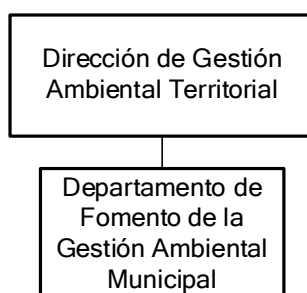 Dirección de Gestión
Ambiental Territorial
Departamento de
Fomento de la
Gestión Ambiental
Municipal